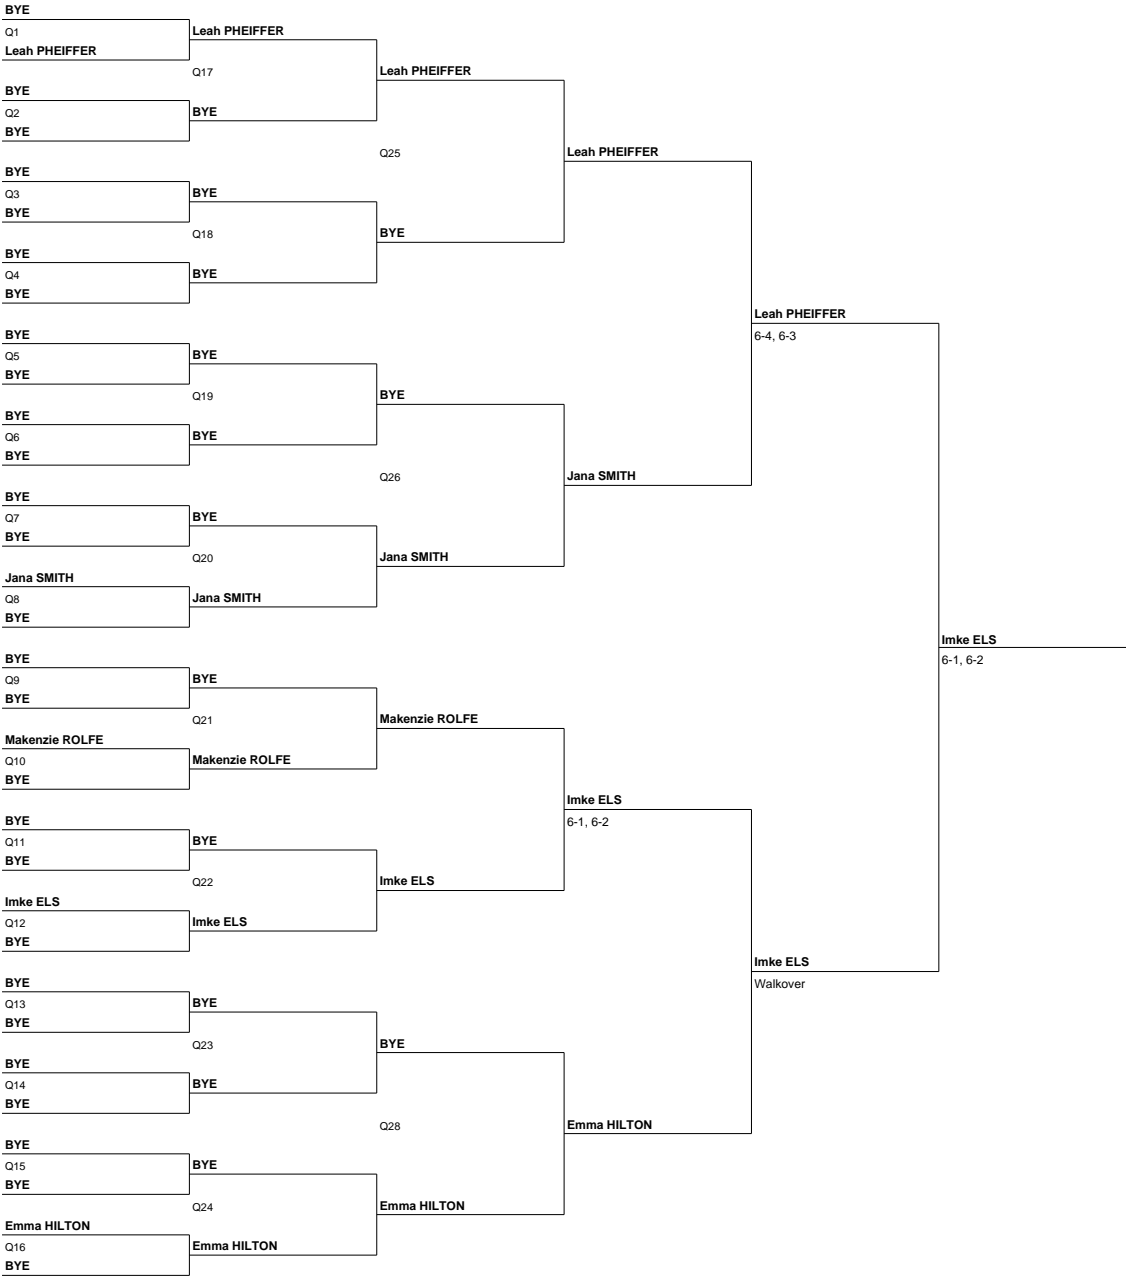 BYE
Q1
Leah PHEIFFER
BYE
Q2
BYE
BYE
Q3
BYE
BYE
Q4
BYE
BYE
Q5
BYE
BYE
Q6
BYE
BYE
Q7
BYE
Jana SMITH
Q8
BYE
BYE
Q9
BYE
Makenzie ROLFE
Q10
BYE
BYE
Q11
BYE
Imke ELS
Q12
BYE
BYE
Q13
BYE
BYE
Q14
BYE
BYE
Q15
BYE
Emma HILTON
Q16
BYE
Leah PHEIFFER
Q17
BYE
BYE
Q18
BYE
BYE
Q19
BYE
BYE
Q20
Jana SMITH
BYE
Q21
Makenzie ROLFE
BYE
Q22
Imke ELS
BYE
Q23
BYE
BYE
Q24
Emma HILTON
Leah PHEIFFER
Q25
BYE
BYE
Q26
Jana SMITH
Makenzie ROLFE
Imke ELS
BYE
Q28
Emma HILTON
Leah PHEIFFER
Jana SMITH
Imke ELS
6-1, 6-2
Emma HILTON
Leah PHEIFFER
6-4, 6-3
Imke ELS
Walkover
Imke ELS
6-1, 6-2